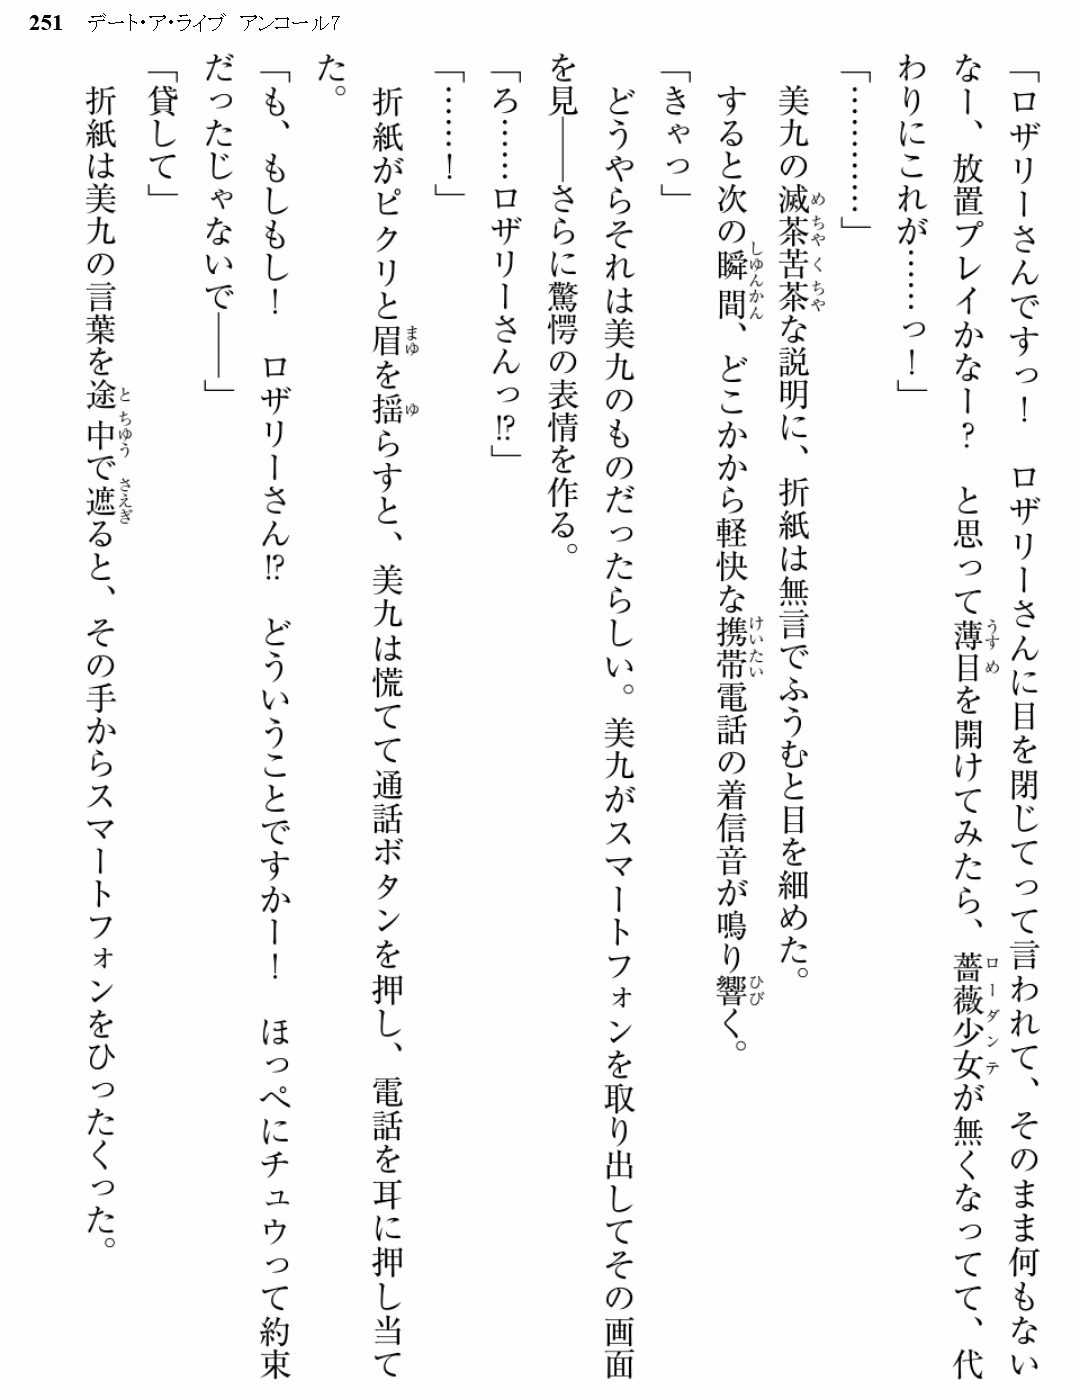 251 デート・ア・ライブ アンコール7
「ロザリーさんですっ！　ロザリーさんに目を閉じてって言われて、そのまま何もない
なー、放置プレイかなー？　と思って薄目を開けてみたら、薔薇少女が無くなってて、代
わりにこれが……っ！」
「…………」
美九の滅茶苦茶な説明に、折紙は無言でふうむと目を細めた。
すると次の瞬間、どこかから軽快な携帯電話の着信音が鳴り響く。
「きゃっ」
どうやらそれは美九のものだったらしい。美九がスマートフォンを取り出してその画面
を見――さらに驚愕の表情を作る。
「ろ……ロザリーさんっ⁉」
「……！」
折紙がピクリと眉を揺らすと、美九は慌てて通話ボタンを押し、電話を耳に押し当て
た。
「も、もしもし！　ロザリーさん⁉　どういうことですかー！　ほっぺにチュウって約束
だったじゃないで――」
「貸して」
折紙は美九の言葉を途中で遮ると、その手からスマートフォンをひったくった。